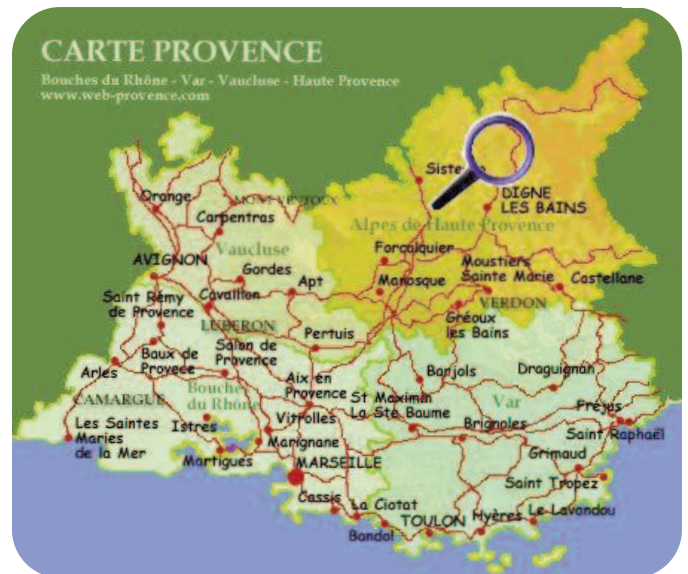 CARTE PROVENCE
Bouches du Rhône - Var - Vaucluse - Haute Provence
www.web-provence.com
Orange
MONT VENTOUX
Carpentras
Vaucluse
AVIGNON
Gordes
Apt
Saint Rémy
de Provence
Cavaillon
LUBERON
Pertuis
Baux de
Provece
Salon de
Provence
Arles
Aix en
Provence
Bouches
du Rhône
CAMARGUE
Les Saintes
Maries
de la Mer
Istres
Vitrolles
Marignane
Martigues
MARSEILLE
Cassis
La Ciotat
Bandol
TOULON
Hyères
Le Lavandou
Saint Tropez
Grimaud
Saint Raphaël
Fréjus
Draguignan
Var
Brignoles
Barjols
St Maximin
La Ste Baume
DIGNE
LES BAINS
Alpes de Haute Provence
Forcalquier
Manosque
Moustiers
Sainte Marie
Castellane
VERDON
Gréoux
les Bains